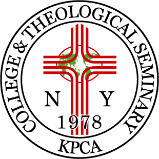 COLLEGE & THEOLOGICAL SEMINARY
N Y
1978
KPCA